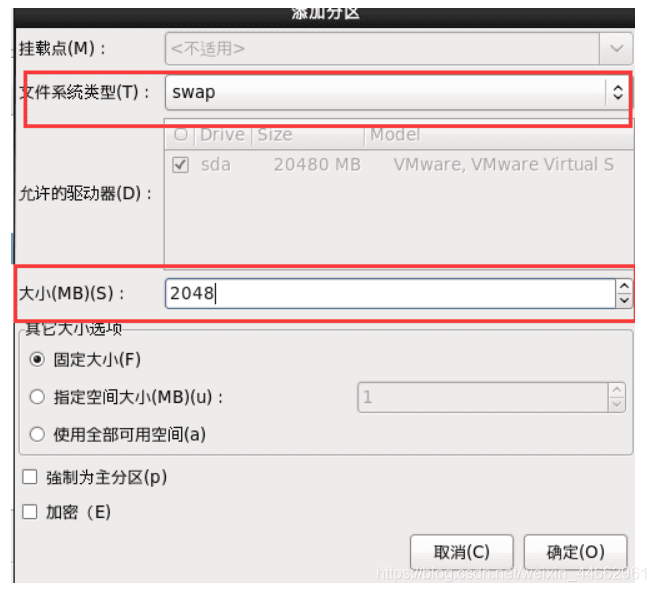 添加分区
挂载点(M)：
<不适用>
文件系统类型(T)：
swap
Drive Size Model
sda 20480 MB VMware, VMware Virtual S
允许的驱动器(D)：
大小(MB)(S)：
2048
其它大小选项
固定大小(F)
指定空间大小(MB)(u)：
1
使用全部可用空间(a)
強制为主分区(p)
加密（E)
取消(C) 确定(O)
https://blog.csdn.net/weixin_44662961